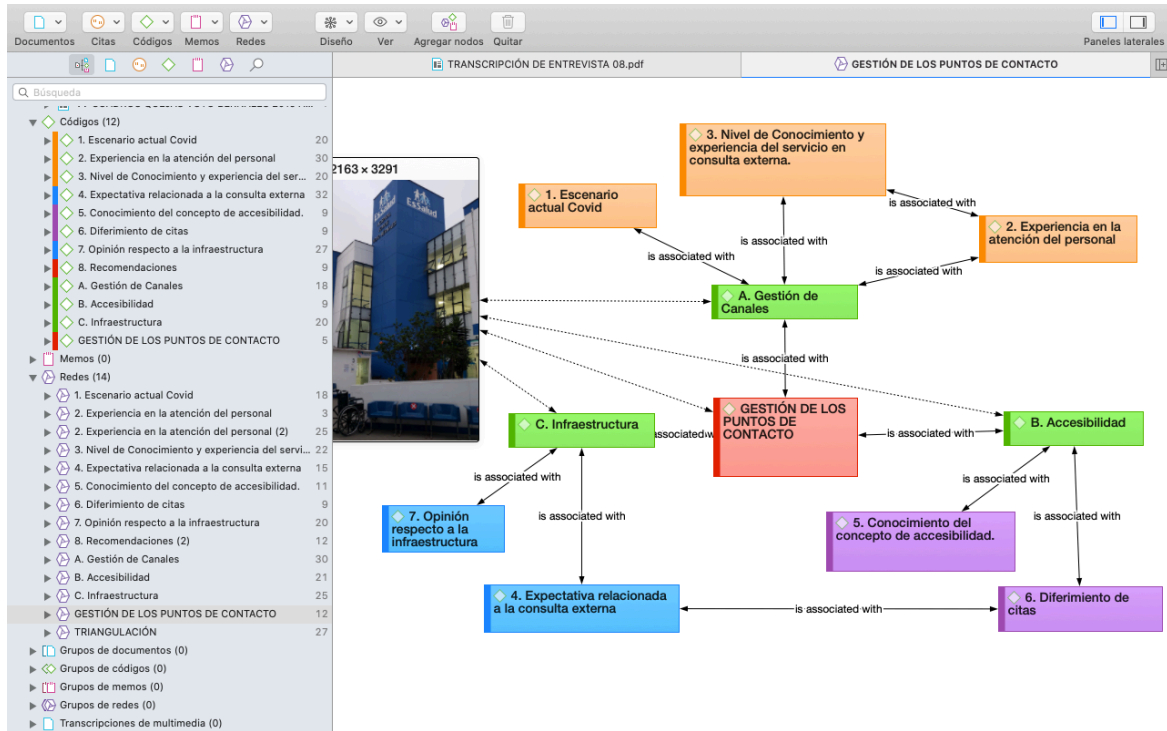 Documentos Citas Códigos Memos Redes Diseño Ver Agregar nodos Quitar Paneles laterales
TRANSCRIPCIÓN DE ENTREVISTA 08.pdf
GESTIÓN DE LOS PUNTOS DE CONTACTO
Búsqueda
Códigos (12)
1. Escenario actual Covid 20
2. Experiencia en la atención del personal 30
3. Nivel de Conocimiento y experiencia del ser... 20
4. Expectativa relacionada a la consulta externa 32
5. Conocimiento del concepto de accesibilidad. 9
6. Diferimiento de citas 9
7. Opinión respecto a la infraestructura 27
8. Recomendaciones 9
A. Gestión de Canales 18
B. Accesibilidad 9
C. Infraestructura 20
GESTIÓN DE LOS PUNTOS DE CONTACTO 5
Memos (0)
Redes (14)
1. Escenario actual Covid 18
2. Experiencia en la atención del personal 3
2. Experiencia en la atención del personal (2) 25
3. Nivel de Conocimiento y experiencia del servi... 22
4. Expectativa relacionada a la consulta externa 15
5. Conocimiento del concepto de accesibilidad. 11
6. Diferimiento de citas 9
7. Opinión respecto a la infraestructura 20
8. Recomendaciones (2) 12
A. Gestión de Canales 30
B. Accesibilidad 21
C. Infraestructura 25
GESTIÓN DE LOS PUNTOS DE CONTACTO 12
TRIANGULACIÓN 27
Grupos de documentos (0)
Grupos de códigos (0)
Grupos de memos (0)
Grupos de redes (0)
Transcripciones de multimedia (0)
2163 × 3291
EsSalud
3. Nivel de Conocimiento y
experiencia del servicio en
consulta externa.
1. Escenario
actual Covid
is associated with
2. Experiencia en la
atención del personal
is associated with
is associated with
is associated with
A. Gestión de
Canales
is associated with
GESTIÓN DE LOS
PUNTOS DE
CONTACTO
C. Infraestructura
associated w
is associated with
B. Accesibilidad
is associated with
is associated with
7. Opinión
respecto a la
infraestructura
is associated with
5. Conocimiento del
concepto de accesibilidad.
is associated with
4. Expectativa relacionada
a la consulta externa
is associated with
6. Diferimiento de
citas